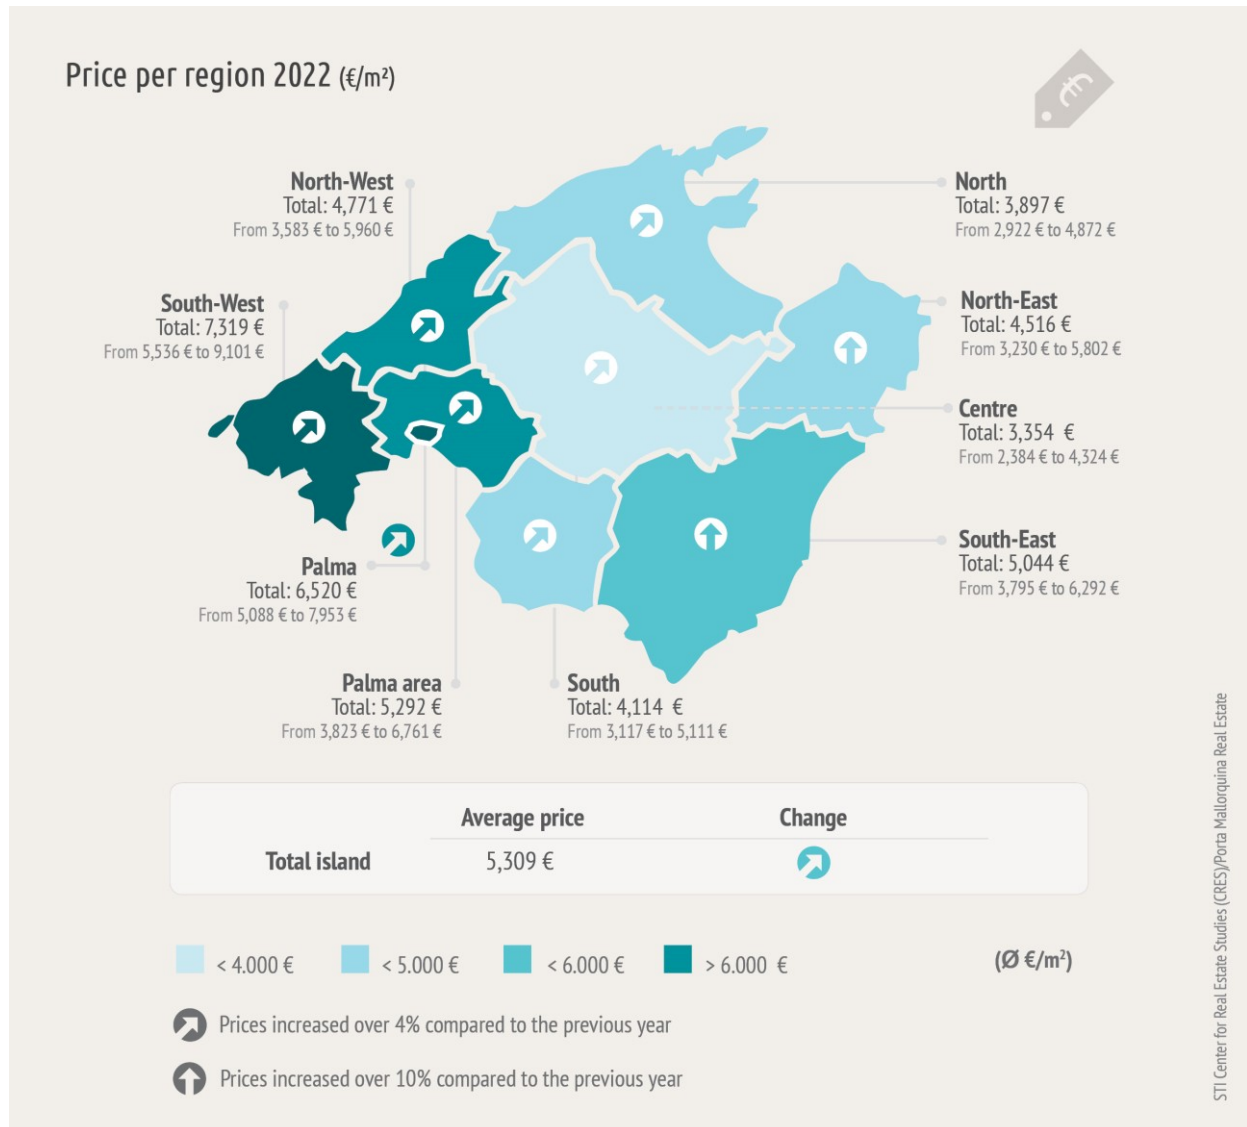 Price per region 2022 (€/m²)
€
North-West
Total: 4,771 €
From 3,583 € to 5,960 €
North
Total: 3,897 €
From 2,922 € to 4,872 €
South-West
Total: 7,319 €
From 5,536 € to 9,101 €
North-East
Total: 4,516 €
From 3,230 € to 5,802 €
Centre
Total: 3,354 €
From 2,384 € to 4,324 €
South-East
Total: 5,044 €
From 3,795 € to 6,292 €
Palma
Total: 6,520 €
From 5,088 € to 7,953 €
Palma area
Total: 5,292 €
From 3,823 € to 6,761 €
South
Total: 4,114 €
From 3,117 € to 5,111 €
Average price
Change
Total island
5,309 €
< 4.000 €
< 5.000 €
< 6.000 €
> 6.000 €
(Ø €/m²)
Prices increased over 4% compared to the previous year
Prices increased over 10% compared to the previous year
STI Center for Real Estate Studies (CRES)/Porta Mallorquina Real Estate